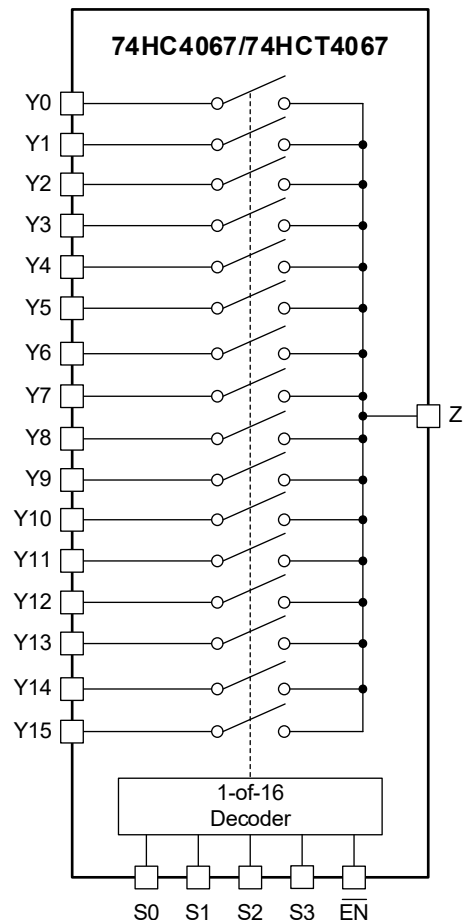 74HC4067/74HCT4067
Y0
Y1
Y2
Y3
Y4
Y5
Y6
Y7
Z
Y8
Y9
Y10
Y11
Y12
Y13
Y14
Y15
1-of-16
Decoder
S0 S1 S2 S3 E̅N̅